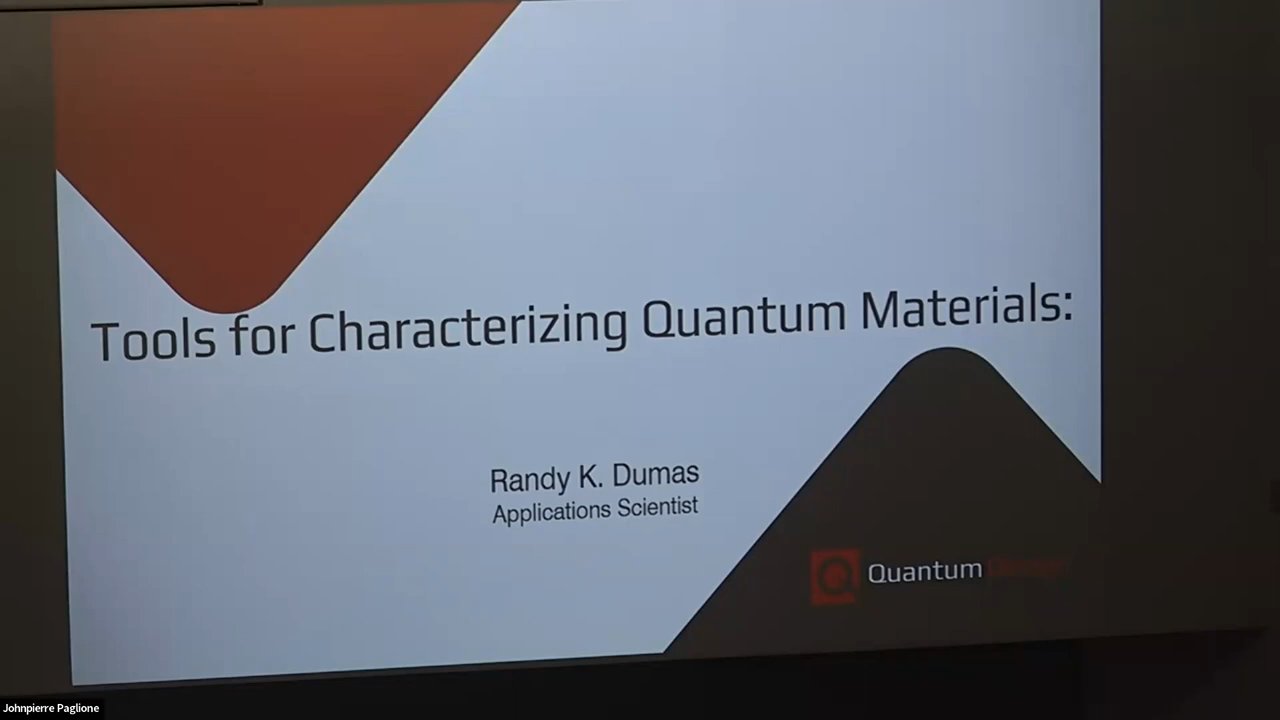 Tools for Characterizing Quantum Materials:
Randy K. Dumas
Applications Scientist
Quantum
Johnpierre Paglione